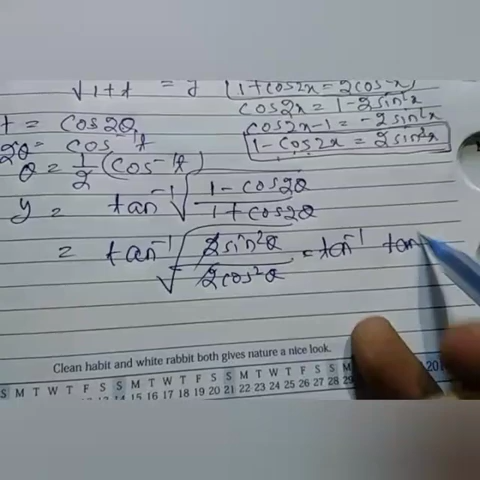 √1+t = y
1+cos2x = 2cos²x
cos2x = 1-2sin²x
t = cos2θ
cos2x-1 = -2sin²x
2θ = cos⁻¹t
1-cos2x = 2sin²x
θ = 1/2 (cos⁻¹t)
y = tan⁻¹ √(1-cos2θ / 1+cos2θ)
= tan⁻¹ √(2sin²θ / 2cos²θ) = tan⁻¹ tan
Clean habit and white rabbit both gives nature a nice look.
S M T W T F S S M T W T F S S M T W T F S S M T W T F S S M
14 15 16 17 18 19 20 21 22 23 24 25 26 27 28 29